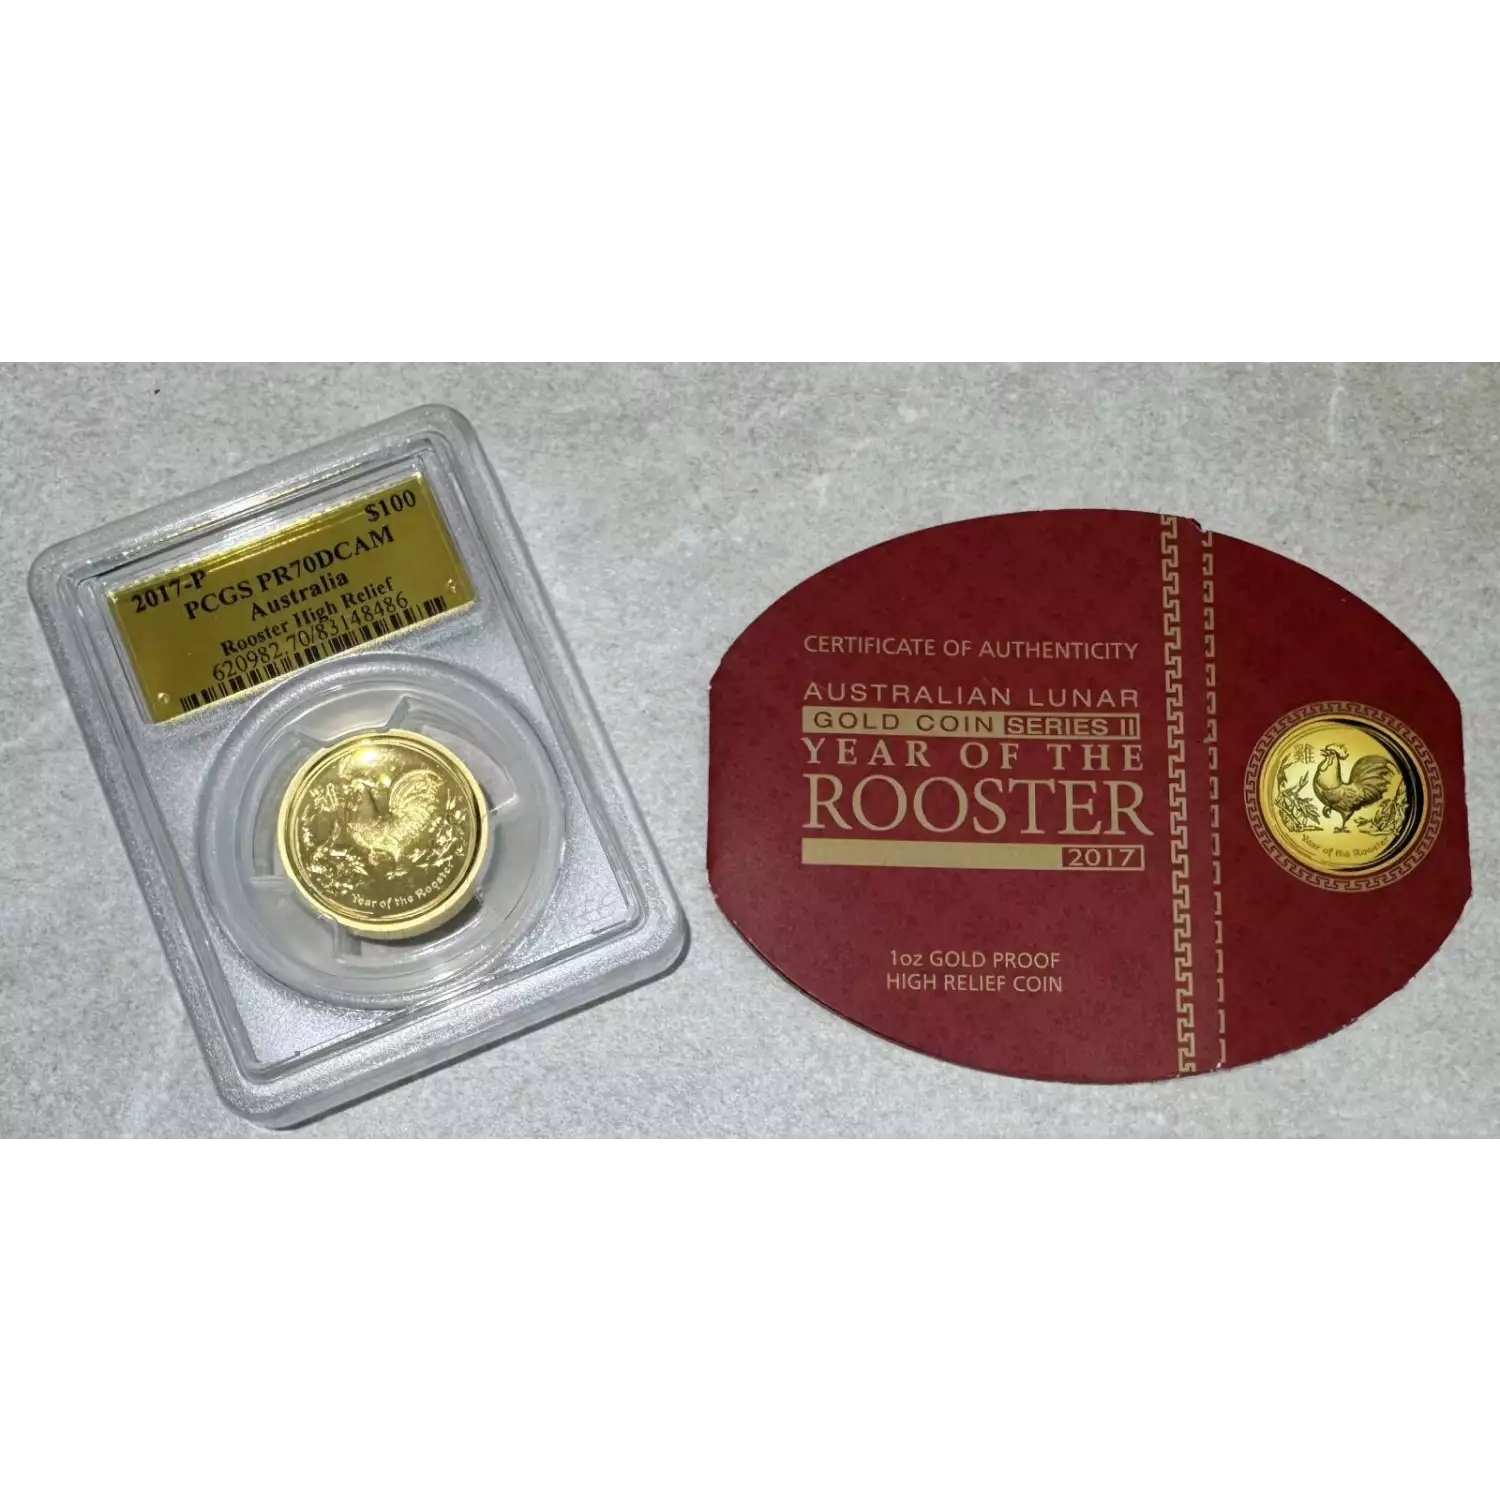 2017-P $100
PCGS PR70DCAM
Australia
Rooster High Relief
620982.70/83148486
Year of the Rooster
CERTIFICATE OF AUTHENTICITY
AUSTRALIAN LUNAR
GOLD COIN SERIES II
YEAR OF THE
ROOSTER
2017
1oz GOLD PROOF
HIGH RELIEF COIN
雞
Year of the Rooster